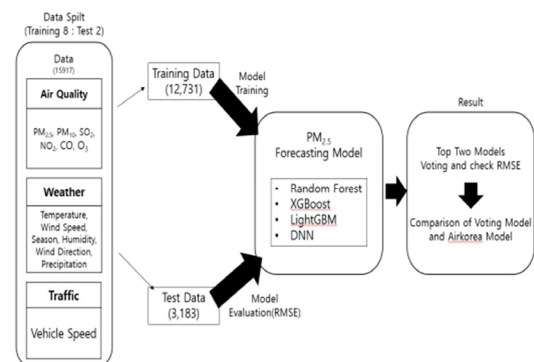 Data Spilt
(Training 8 : Test 2)
Data
(15917)
Air Quality
PM2.5, PM10, SO2,
NO2, CO, O3
Weather
Temperature,
Wind Speed,
Season, Humidity,
Wind Direction,
Precipitation
Traffic
Vehicle Speed
Training Data
(12,731)
Model
Training
Test Data
(3,183)
Model
Evaluation(RMSE)
PM2.5
Forecasting Model
• Random Forest
• XGBoost
• LightGBM
• DNN
Result
Top Two Models
Voting and check RMSE
Comparison of Voting Model
and Airkorea Model